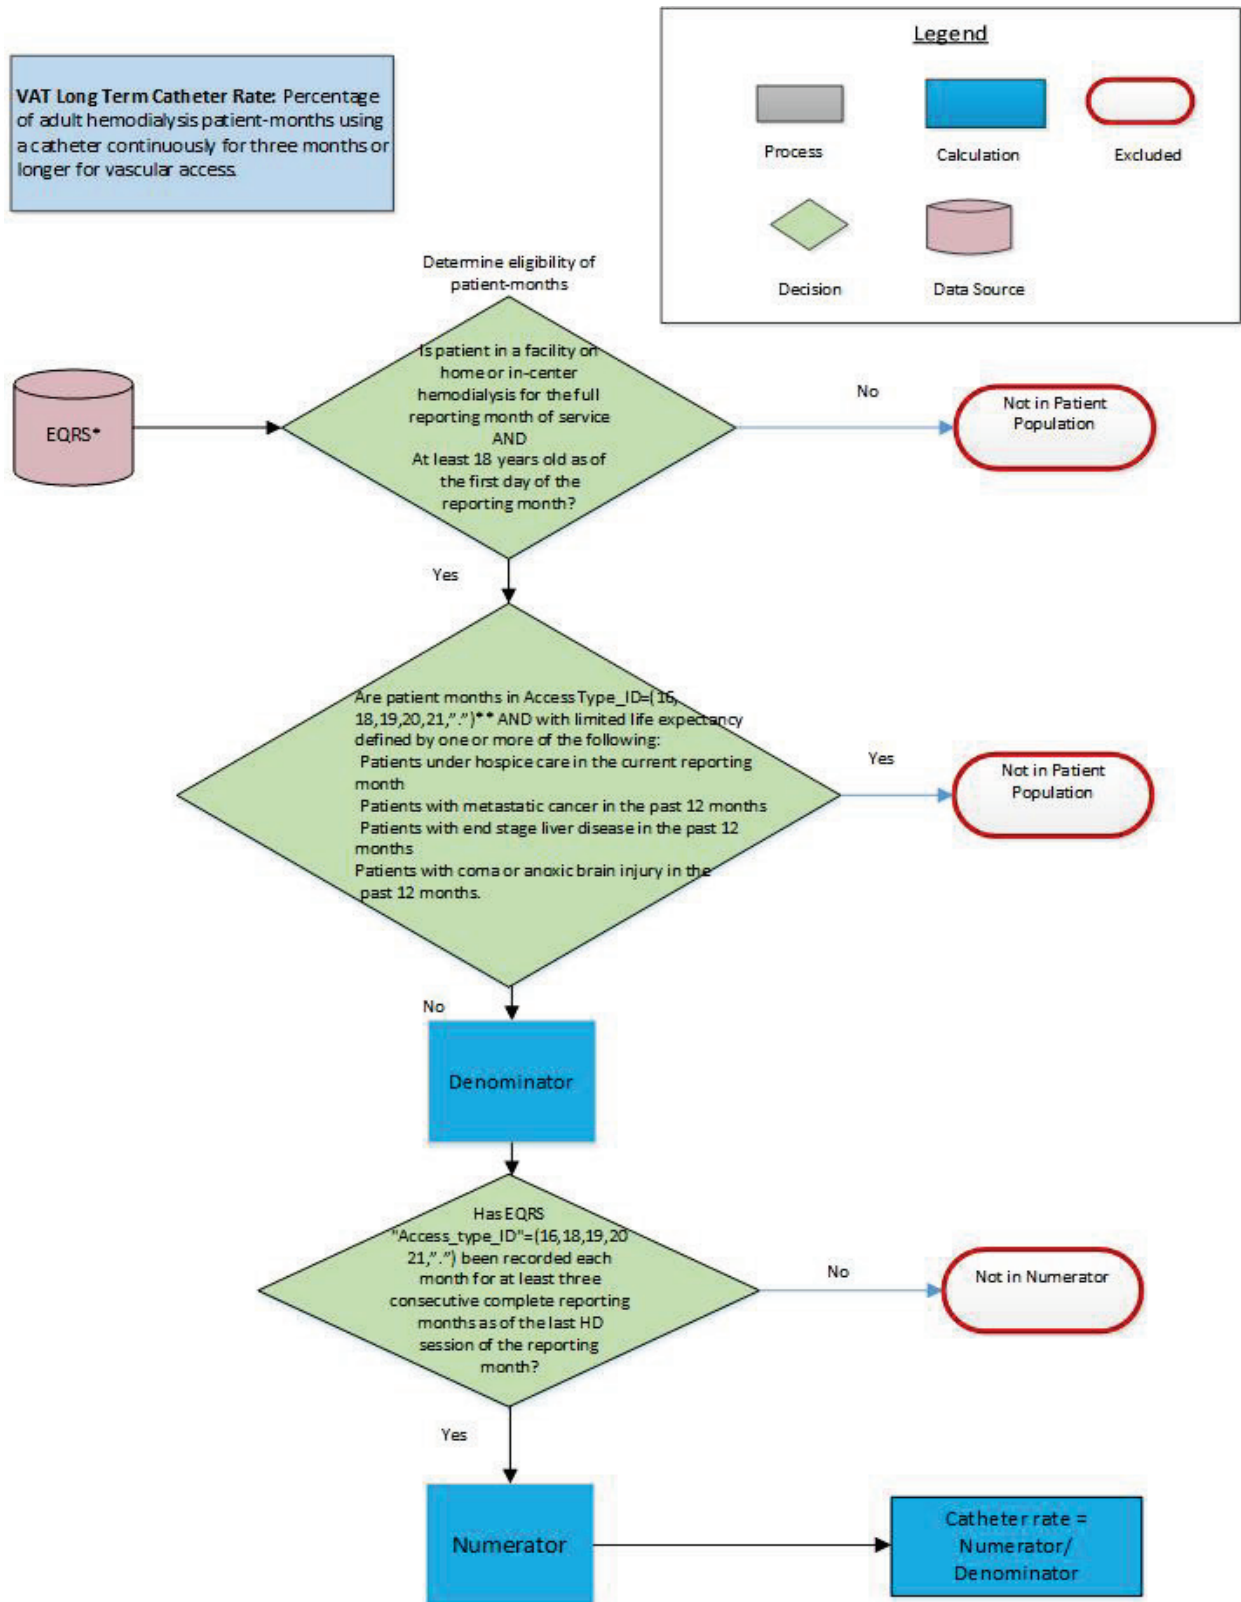 VAT Long Term Catheter Rate: Percentage
of adult hemodialysis patient-months using
a catheter continuously for three months or
longer for vascular access.
Legend
Process
Calculation
Excluded
Decision
Data Source
Determine eligibility of
patient-months
EQRS*
Is patient in a facility on
home or in-center
hemodialysis for the full
reporting month of service
AND
At least 18 years old as of
the first day of the
reporting month?
No
Not in Patient
Population
Yes
Are patient months in Access Type_ID=(16,
18,19,20,21,".")** AND with limited life expectancy
defined by one or more of the following:
Patients under hospice care in the current reporting
month
Patients with metastatic cancer in the past 12 months
Patients with end stage liver disease in the past 12
months
Patients with coma or anoxic brain injury in the
past 12 months.
Yes
Not in Patient
Population
No
Denominator
Has EQRS
"Access_type_ID"=(16,18,19,20
21,".") been recorded each
month for at least three
consecutive complete reporting
months as of the last HD
session of the reporting
month?
No
Not in Numerator
Yes
Numerator
Catheter rate =
Numerator/
Denominator